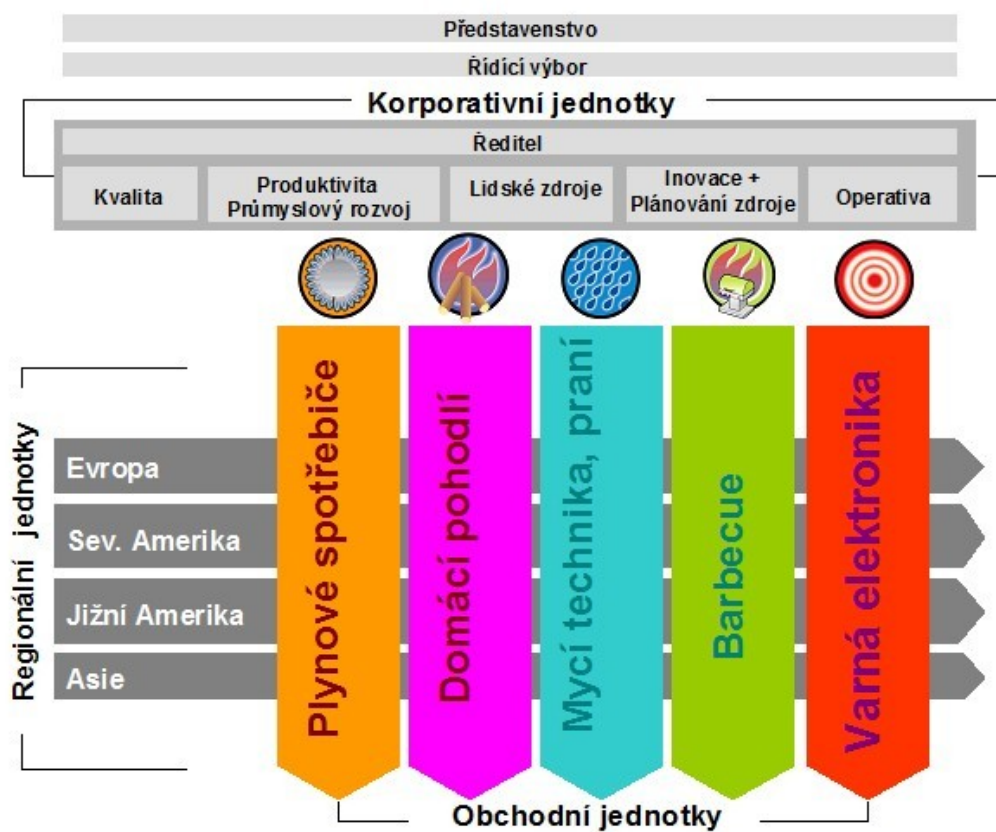 Představenstvo
Řídící výbor
Korporativní jednotky
Ředitel
Kvalita
Produktivita
Průmyslový rozvoj
Lidské zdroje
Inovace +
Plánování zdroje
Operativa
Regionální jednotky
Evropa
Sev. Amerika
Jižní Amerika
Asie
Plynové spotřebiče
Domácí pohodlí
Mycí technika, praní
Barbecue
Varná elektronika
Obchodní jednotky